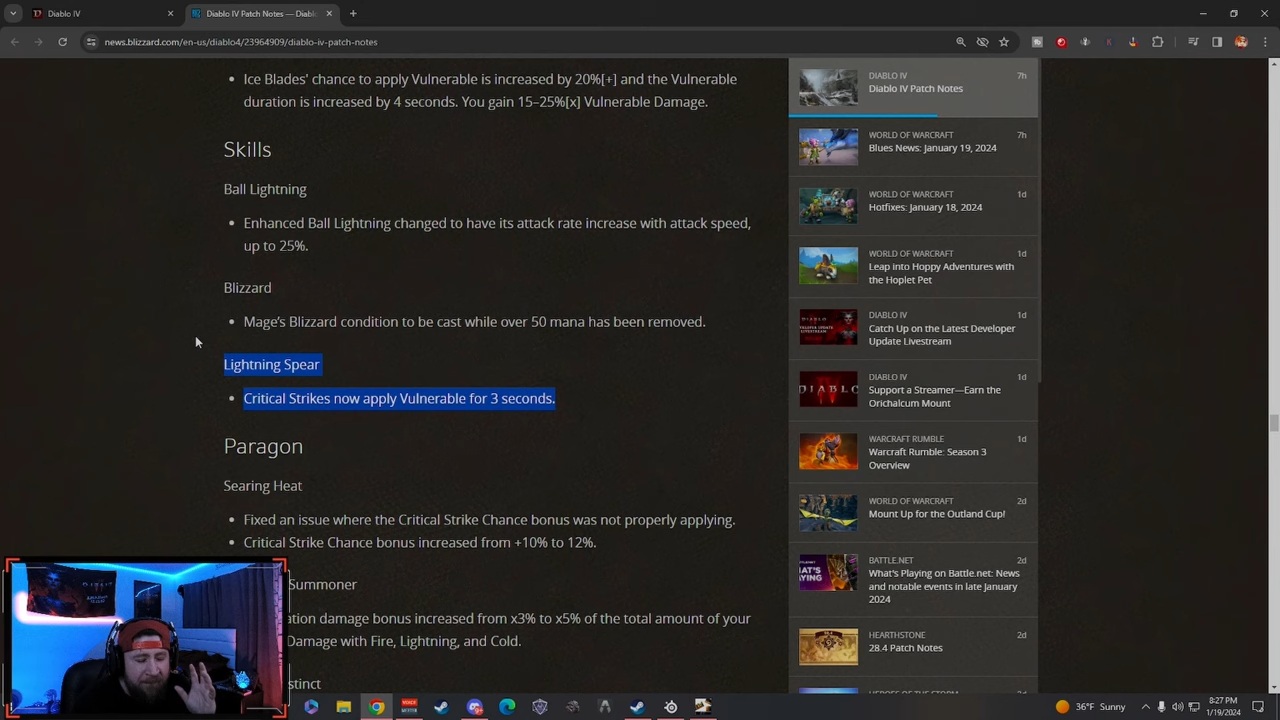 Diablo IV
Diablo IV Patch Notes — Diabl
news.blizzard.com/en-us/diablo4/23964909/diablo-iv-patch-notes
Ice Blades' chance to apply Vulnerable is increased by 20%[+] and the Vulnerable
duration is increased by 4 seconds. You gain 15-25%[x] Vulnerable Damage.
Skills
Ball Lightning
Enhanced Ball Lightning changed to have its attack rate increase with attack speed,
up to 25%.
Blizzard
Mage's Blizzard condition to be cast while over 50 mana has been removed.
Lightning Spear
Critical Strikes now apply Vulnerable for 3 seconds.
Paragon
Searing Heat
Fixed an issue where the Critical Strike Chance bonus was not properly applying.
Critical Strike Chance bonus increased from +10% to 12%.
Summoner
tion damage bonus increased from x3% to x5% of the total amount of your
Damage with Fire, Lightning, and Cold.
stinct
DIABLO IV
7h
Diablo IV Patch Notes
WORLD OF WARCRAFT
7h
Blues News: January 19, 2024
WORLD OF WARCRAFT
1d
Hotfixes: January 18, 2024
WORLD OF WARCRAFT
1d
Leap into Hoppy Adventures with
the Hoplet Pet
DIABLO IV
1d
Catch Up on the Latest Developer
Update Livestream
DIABLO IV
1d
Support a Streamer—Earn the
Orichalcum Mount
WARCRAFT RUMBLE
1d
Warcraft Rumble: Season 3
Overview
WORLD OF WARCRAFT
2d
Mount Up for the Outland Cup!
BATTLE.NET
2d
What's Playing on Battle.net: News
and notable events in late January
2024
HEARTHSTONE
2d
28.4 Patch Notes
36°F Sunny
8:27 PM
1/19/2024